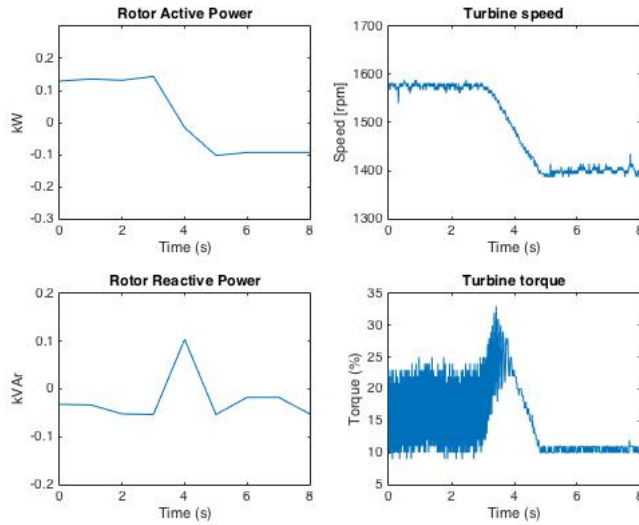 Rotor Active Power
kW
0.2
0.1
0
-0.1
-0.2
-0.3
0 2 4 6 8
Time (s)
Turbine speed
Speed [rpm]
1700
1600
1500
1400
1300
0 2 4 6 8
Time (s)
Rotor Reactive Power
kVAr
0.2
0.1
0
-0.1
-0.2
0 2 4 6 8
Time (s)
Turbine torque
Torque (%)
35
30
25
20
15
10
5
0 2 4 6 8
Time (s)